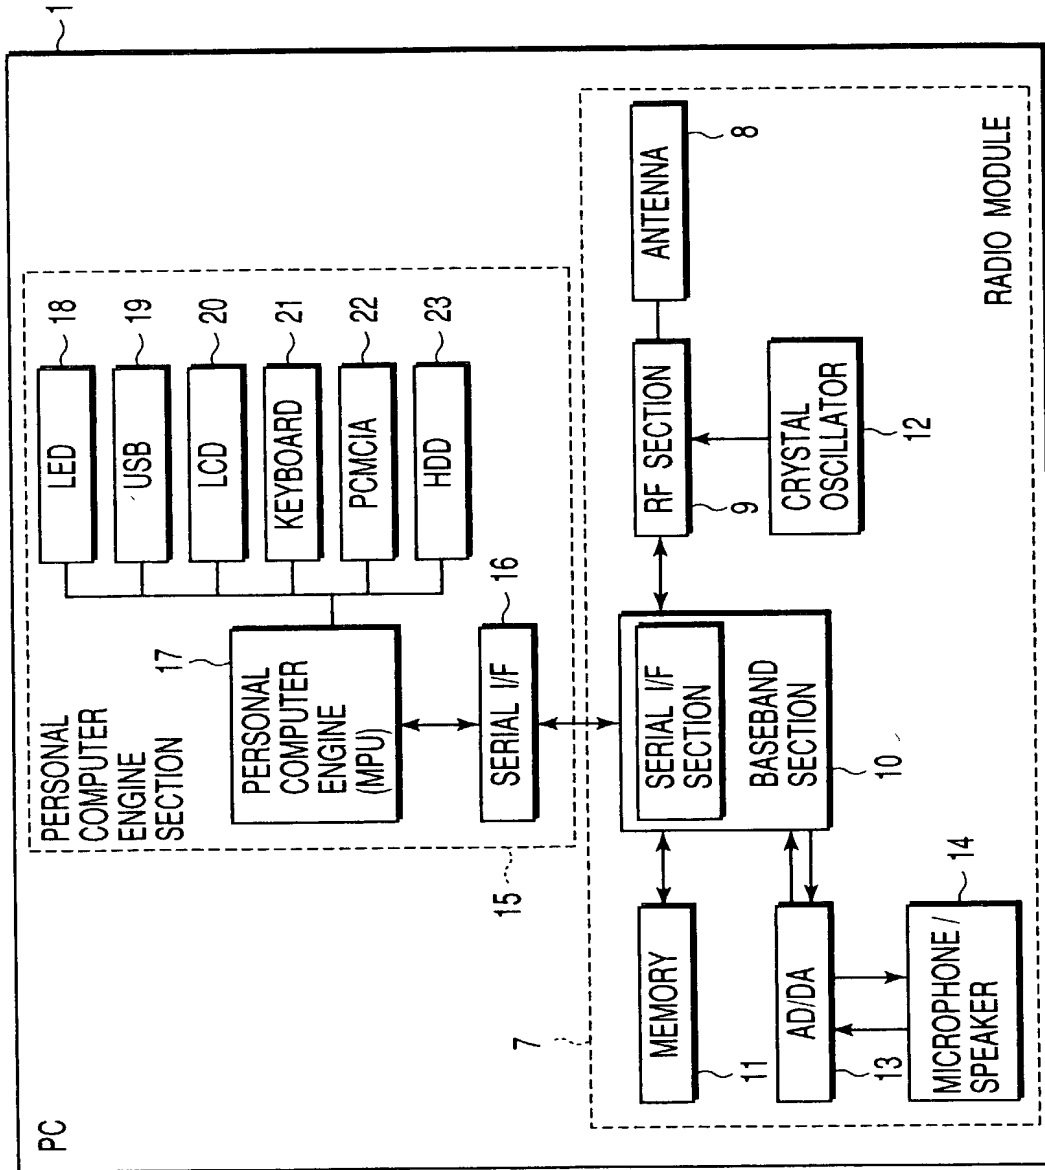 PC
1
PERSONAL
COMPUTER
ENGINE
SECTION
15
17
PERSONAL
COMPUTER
ENGINE
(MPU)
SERIAL I/F
16
LED
18
USB
19
LCD
20
KEYBOARD
21
PCMCIA
22
HDD
23
7
MEMORY
11
AD/DA
13
MICROPHONE/
SPEAKER
14
SERIAL I/F
SECTION
BASEBAND
SECTION
10
RF SECTION
9
CRYSTAL
OSCILLATOR
12
ANTENNA
8
RADIO MODULE